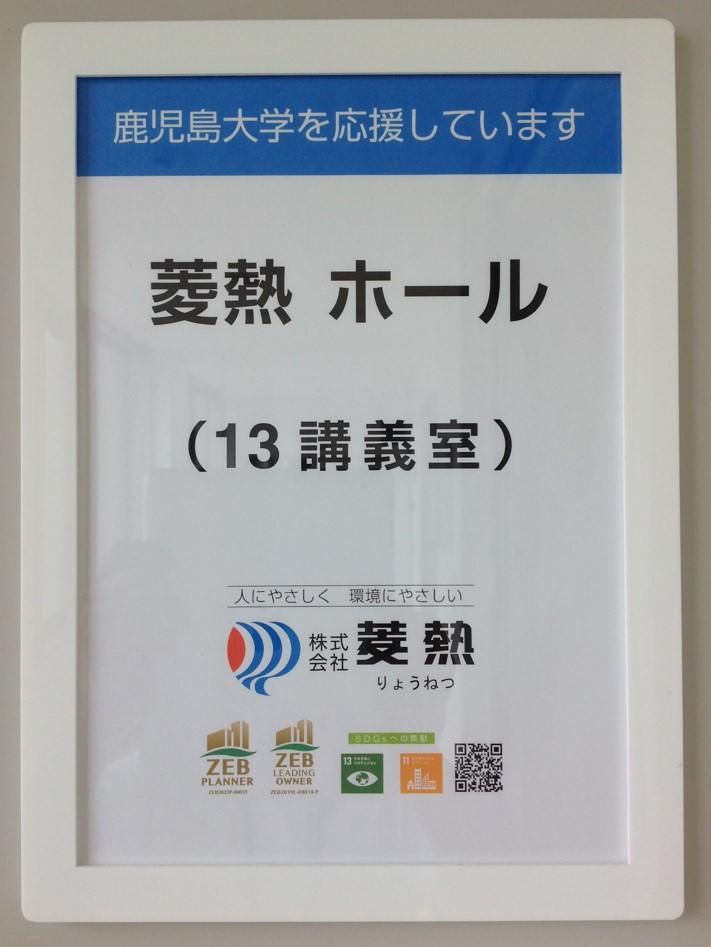 鹿児島大学を応援しています
菱熱 ホール
（13 講義室）
人にやさしく 環境にやさしい
株式会社 菱熱
りょうねつ
ZEB
PLANNER
ZEB
LEADING
OWNER
SDGsへの貢献
13
11